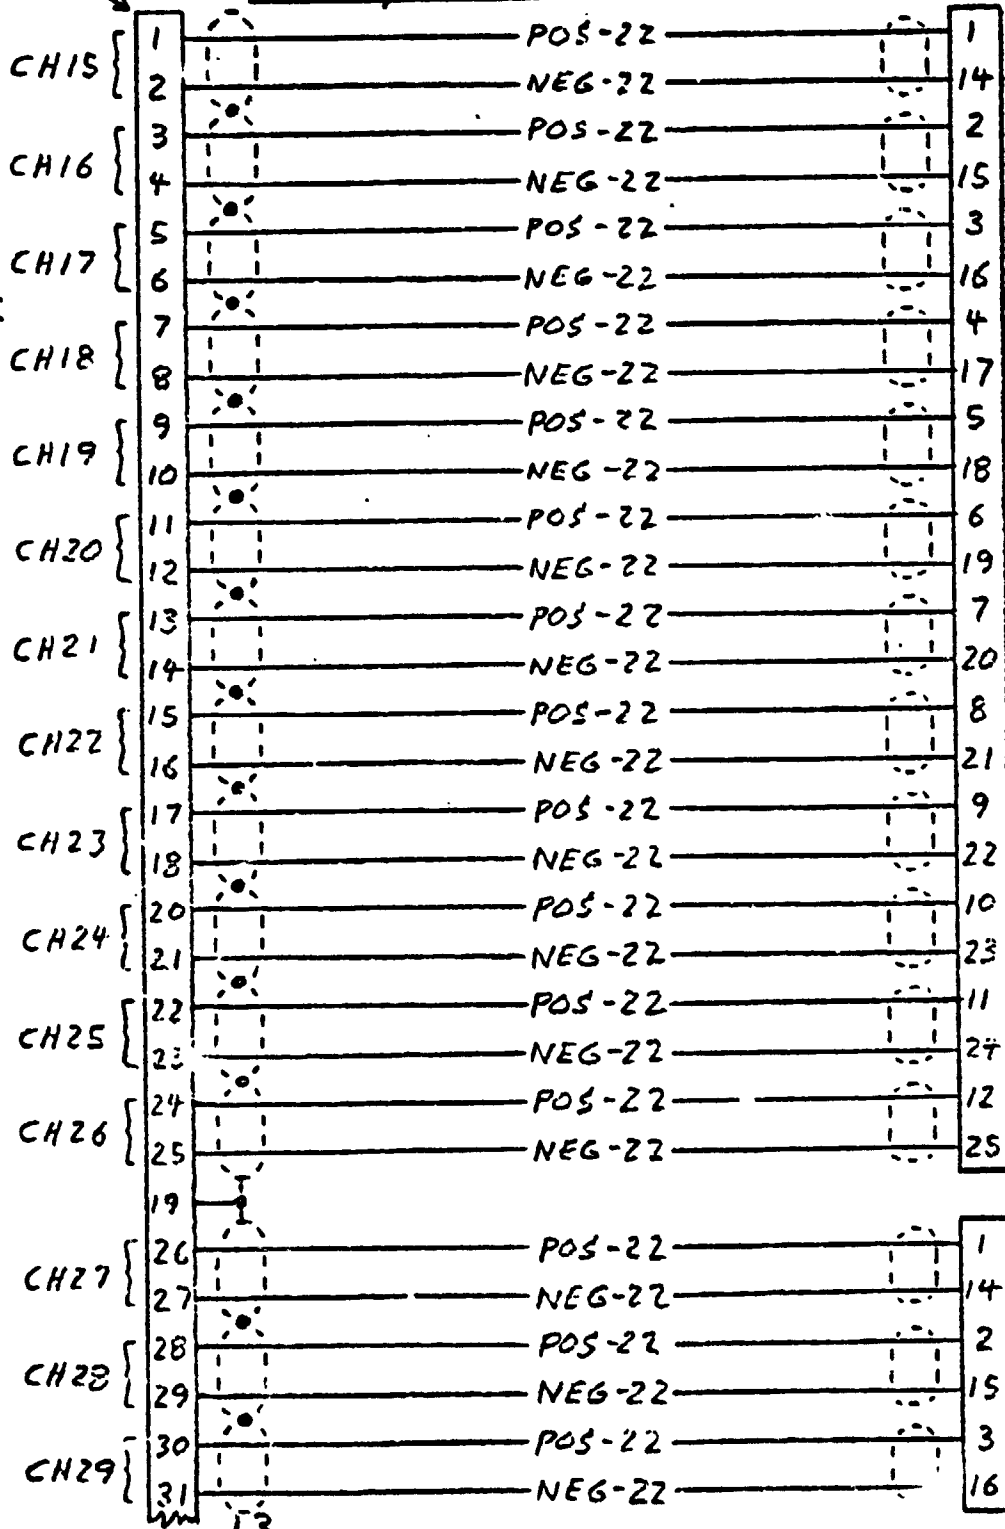 1 POS-22 1
CH15
2 NEG-22 14
3 POS-22 2
CH16
4 NEG-22 15
5 POS-22 3
CH17
6 NEG-22 16
7 POS-22 4
CH18
8 NEG-22 17
9 POS-22 5
CH19
10 NEG-22 18
11 POS-22 6
CH20
12 NEG-22 19
13 POS-22 7
CH21
14 NEG-22 20
15 POS-22 8
CH22
16 NEG-22 21
17 POS-22 9
CH23
18 NEG-22 22
20 POS-22 10
CH24
21 NEG-22 23
22 POS-22 11
CH25
23 NEG-22 24
24 POS-22 12
CH26
25 NEG-22 25
19
26 POS-22 1
CH27
27 NEG-22 14
28 POS-22 2
CH28
29 NEG-22 15
30 POS-22 3
CH29
31 NEG-22 16